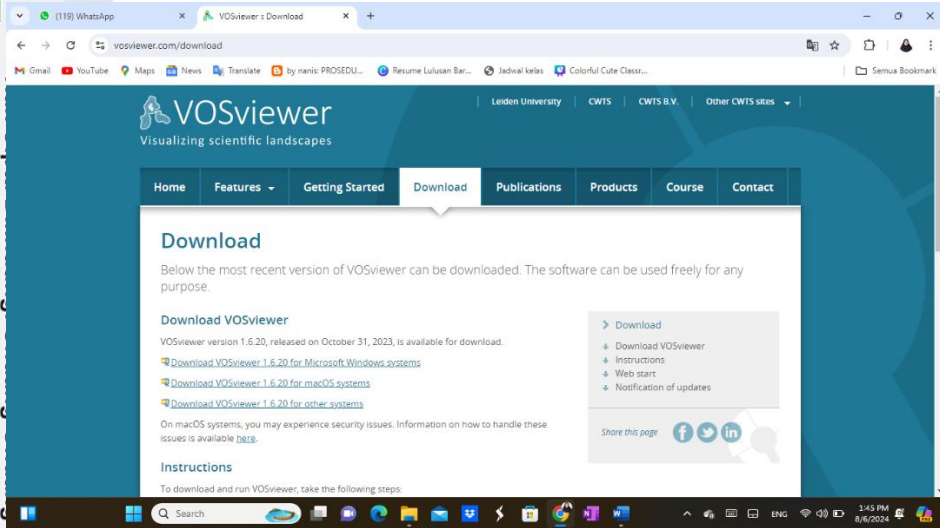 (119) WhatsApp
VOSviewer : Download
vosviewer.com/download
Gmail YouTube Maps News Translate by nanis: PROSEDU... Resume Lulusan Bar... Jadwal kelas Colorful Cute Classr... Semua Bookmark
Leiden University CWTS CWTS B.V. Other CWTS sites
VOSviewer
Visualizing scientific landscapes
Home Features Getting Started Download Publications Products Course Contact
Download
Below the most recent version of VOSviewer can be downloaded. The software can be used freely for any
purpose.
Download VOSviewer
VOSviewer version 1.6.20, released on October 31, 2023, is available for download.
Download VOSviewer 1.6.20 for Microsoft Windows systems
Download VOSviewer 1.6.20 for macOS systems
Download VOSviewer 1.6.20 for other systems
On macOS systems, you may experience security issues. Information on how to handle these
issues is available here.
Instructions
To download and run VOSviewer, take the following steps:
Download
Download VOSviewer
Instructions
Web start
Notification of updates
Share this page
Search
ENG
1:45 PM
8/6/2024